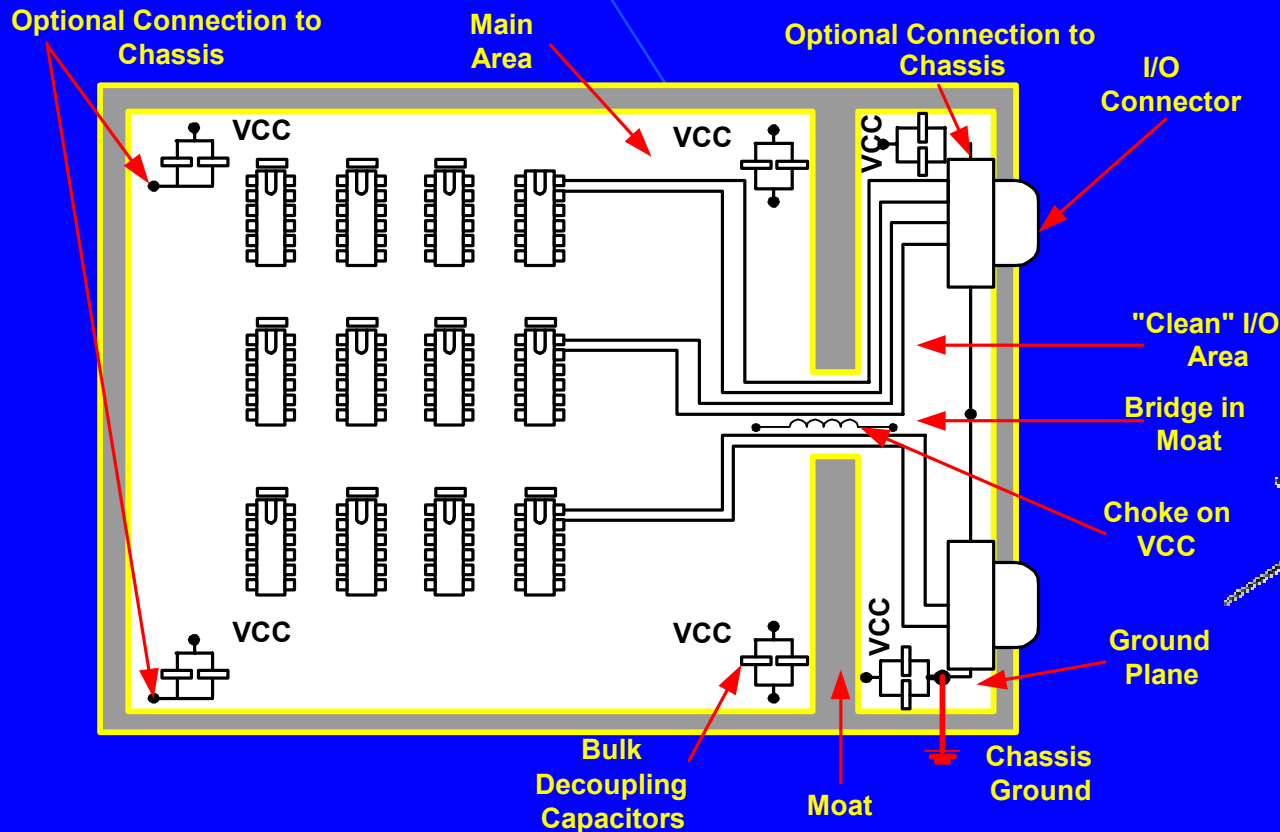 Optional Connection to
Chassis
Main
Area
Optional Connection to
Chassis
I/O
Connector
VCC
VCC
VCC
"Clean" I/O
Area
Bridge in
Moat
Choke on
VCC
VCC
VCC
VCC
Ground
Plane
Bulk
Decoupling
Capacitors
Moat
Chassis
Ground